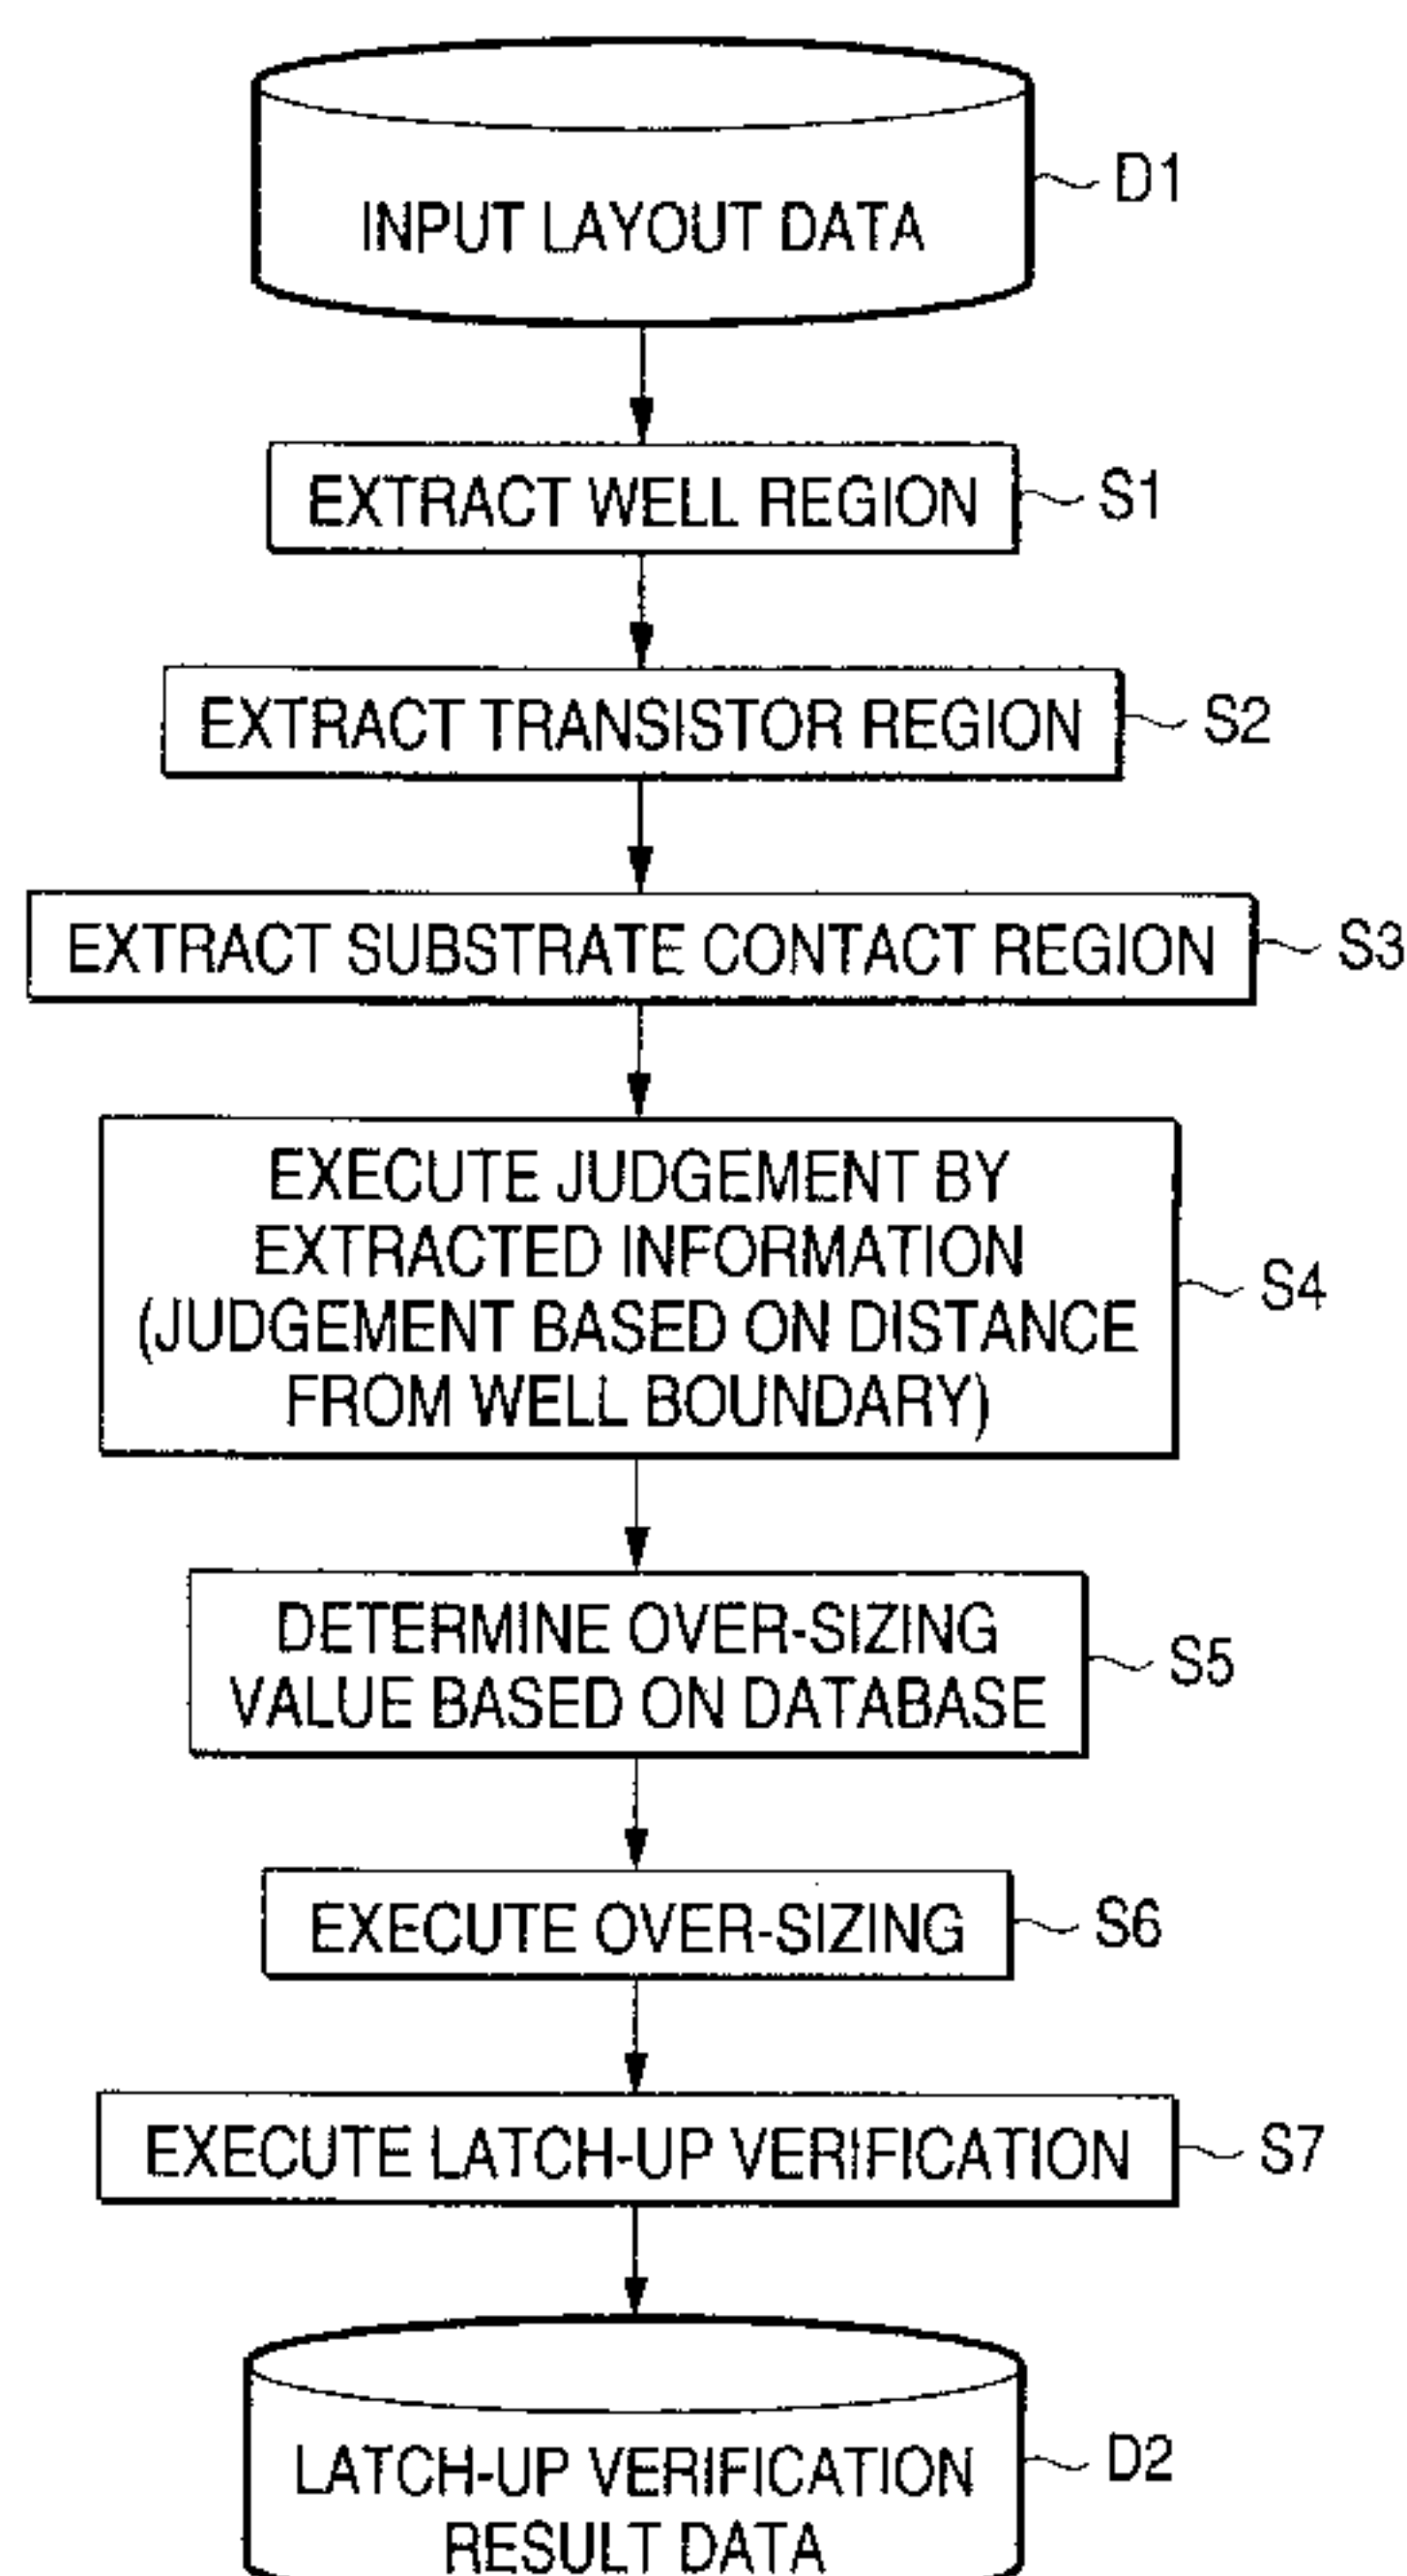 INPUT LAYOUT DATA
D1
EXTRACT WELL REGION
S1
EXTRACT TRANSISTOR REGION
S2
EXTRACT SUBSTRATE CONTACT REGION
S3
EXECUTE JUDGEMENT BY
EXTRACTED INFORMATION
(JUDGEMENT BASED ON DISTANCE
FROM WELL BOUNDARY)
S4
DETERMINE OVER-SIZING
VALUE BASED ON DATABASE
S5
EXECUTE OVER-SIZING
S6
EXECUTE LATCH-UP VERIFICATION
S7
LATCH-UP VERIFICATION
RESULT DATA
D2